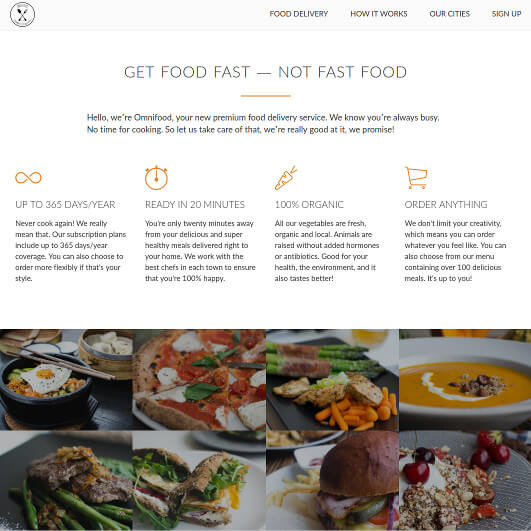 FOOD DELIVERY HOW IT WORKS OUR CITIES SIGN UP
GET FOOD FAST — NOT FAST FOOD
Hello, we're Omnifood, your new premium food delivery service. We know you're always busy.
No time for cooking. So let us take care of that, we're really good at it, we promise!
UP TO 365 DAYS/YEAR
Never cook again! We really
mean that. Our subscription plans
include up to 365 days/year
coverage. You can also choose to
order more flexibly if that's your
style.
READY IN 20 MINUTES
You're only twenty minutes away
from your delicious and super
healthy meals delivered right to
your home. We work with the
best chefs in each town to ensure
that you're 100% happy.
100% ORGANIC
All our vegetables are fresh,
organic and local. Animals are
raised without added hormones
or antibiotics. Good for your
health, the environment, and it
also tastes better!
ORDER ANYTHING
We don't limit your creativity,
which means you can order
whatever you feel like. You can
also choose from our menu
containing over 100 delicious
meals. It's up to you!